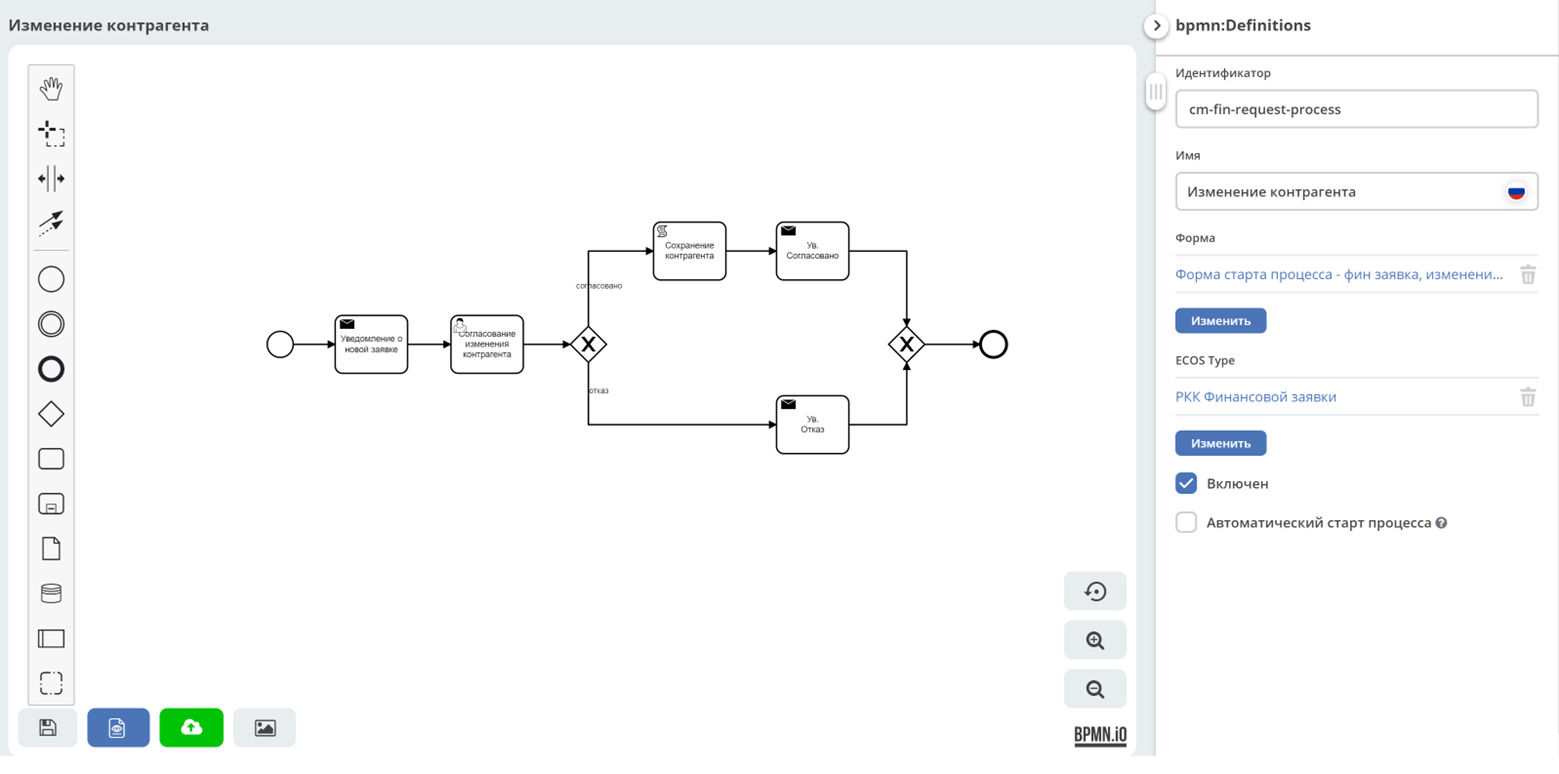 Изменение контрагента
bpmn:Definitions
Идентификатор
cm-fin-request-process
Имя
Изменение контрагента
Форма
Форма старта процесса - фин заявка, изменени...
Изменить
ECOS Type
РКК Финансовой заявки
Изменить
Включен
Автоматический старт процесса
Уведомление о
новой заявке
Согласование
изменения
контрагента
согласовано
Сохранение
контрагента
Ув.
Согласовано
отказ
Ув.
Отказ
BPMN.iO